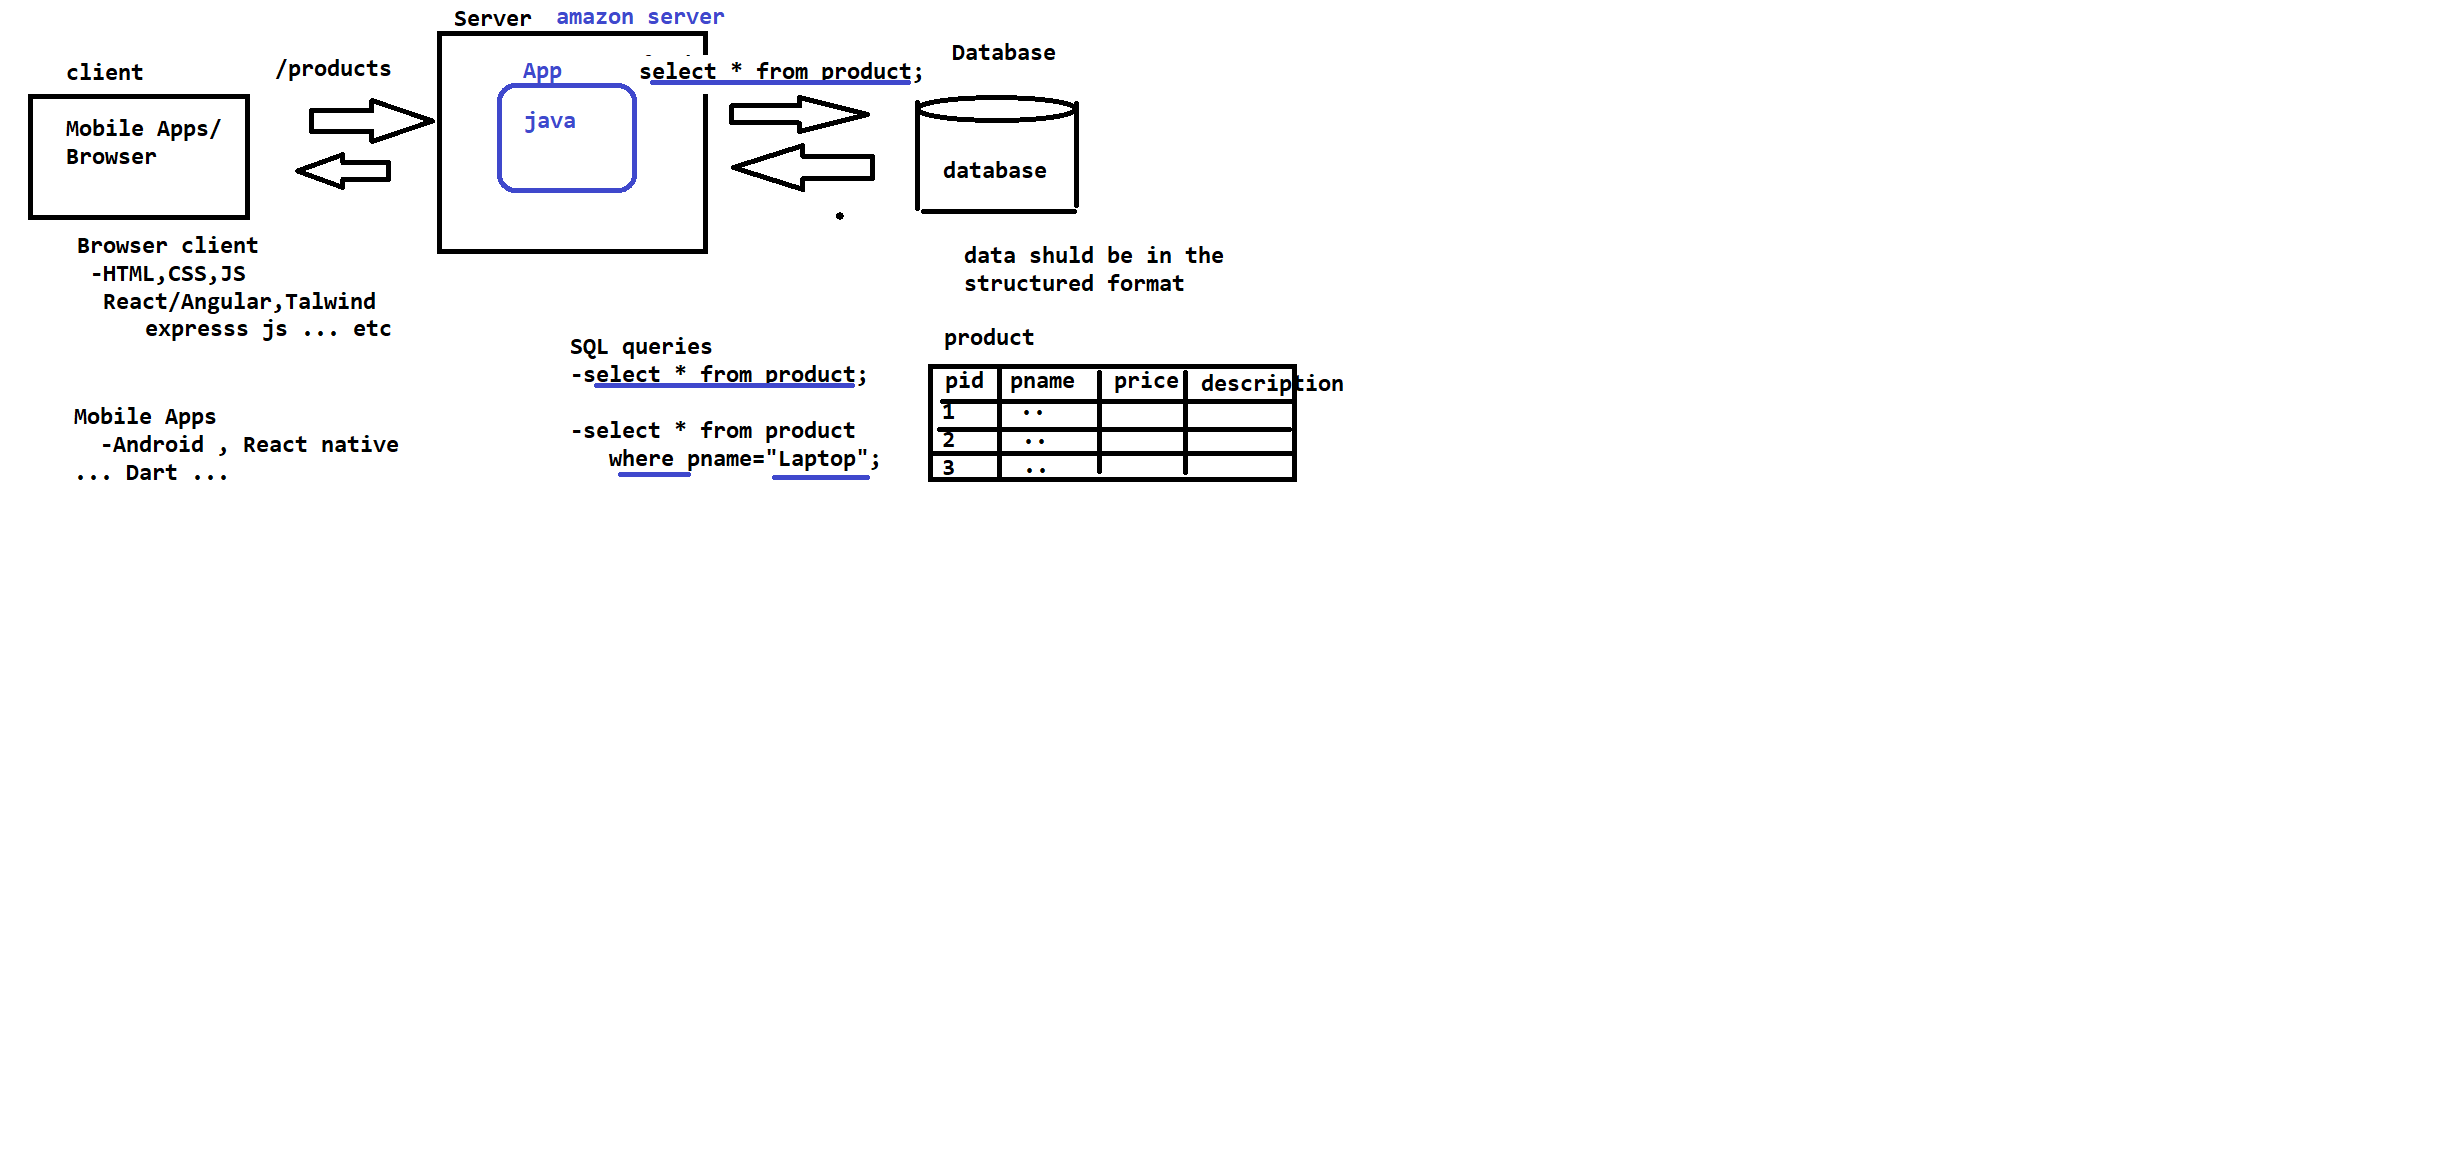 Server amazon server
client
/products
Mobile Apps/
Browser
App
java
select * from product;
Database
database
Browser client
-HTML,CSS,JS
React/Angular,Talwind
expresss js ... etc
Mobile Apps
-Android , React native
... Dart ...
SQL queries
-select * from product;
-select * from product
where pname="Laptop";
data shuld be in the
structured format
product
pid pname price description
1 ..
2 ..
3 ..